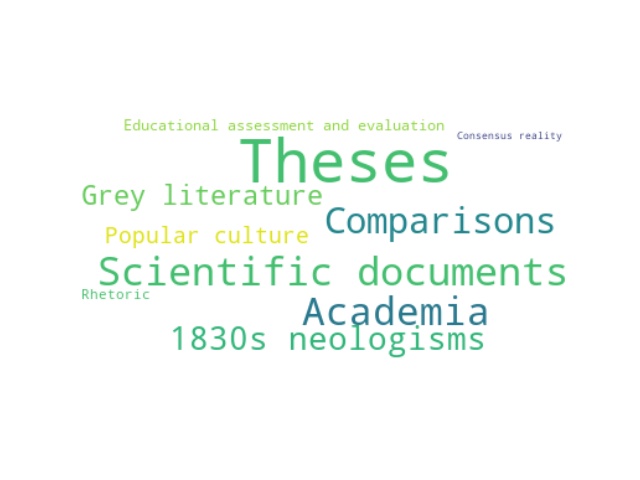 Educational assessment and evaluation
Consensus reality
Theses
Grey literature
Comparisons
Popular culture
Scientific documents
Rhetoric
Academia
1830s neologisms